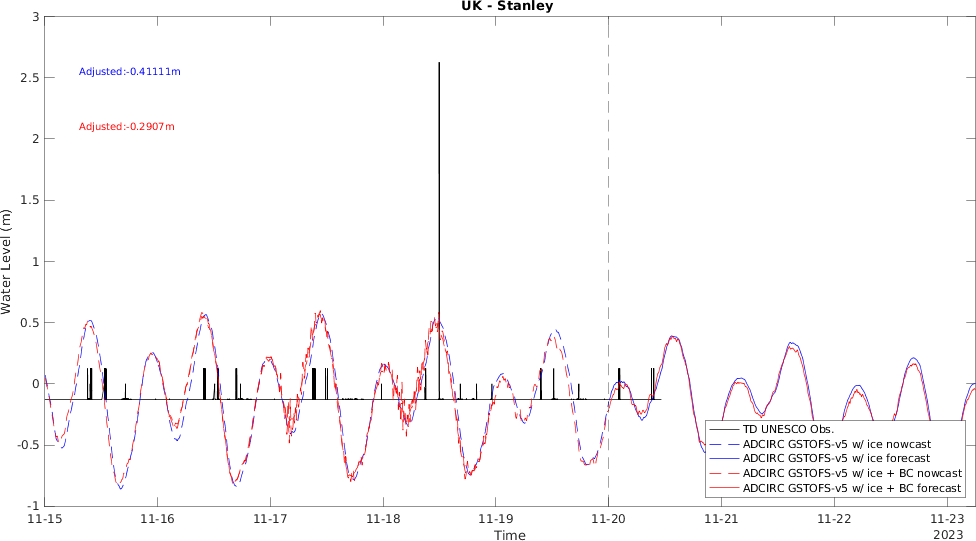 UK - Stanley
3
2.5
2
1.5
1
0.5
0
-0.5
-1
Water Level (m)
Adjusted:-0.41111m
Adjusted:-0.2907m
TD UNESCO Obs.
ADCIRC GSTOFS-v5 w/ ice nowcast
ADCIRC GSTOFS-v5 w/ ice forecast
ADCIRC GSTOFS-v5 w/ ice + BC nowcast
ADCIRC GSTOFS-v5 w/ ice + BC forecast
11-15 11-16 11-17 11-18 11-19 11-20 11-21 11-22 11-23
Time
2023